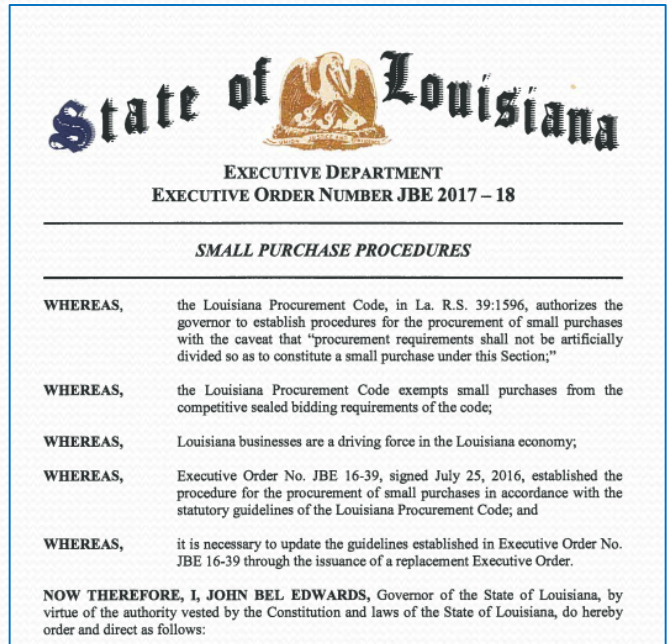 State of Louisiana
EXECUTIVE DEPARTMENT
EXECUTIVE ORDER NUMBER JBE 2017 – 18
SMALL PURCHASE PROCEDURES
WHEREAS, the Louisiana Procurement Code, in La. R.S. 39:1596, authorizes the
governor to establish procedures for the procurement of small purchases
with the caveat that “procurement requirements shall not be artificially
divided so as to constitute a small purchase under this Section;”
WHEREAS, the Louisiana Procurement Code exempts small purchases from the
competitive sealed bidding requirements of the code;
WHEREAS, Louisiana businesses are a driving force in the Louisiana economy;
WHEREAS, Executive Order No. JBE 16-39, signed July 25, 2016, established the
procedure for the procurement of small purchases in accordance with the
statutory guidelines of the Louisiana Procurement Code; and
WHEREAS, it is necessary to update the guidelines established in Executive Order No.
JBE 16-39 through the issuance of a replacement Executive Order.
NOW THEREFORE, I, JOHN BEL EDWARDS, Governor of the State of Louisiana, by
virtue of the authority vested by the Constitution and laws of the State of Louisiana, do hereby
order and direct as follows: